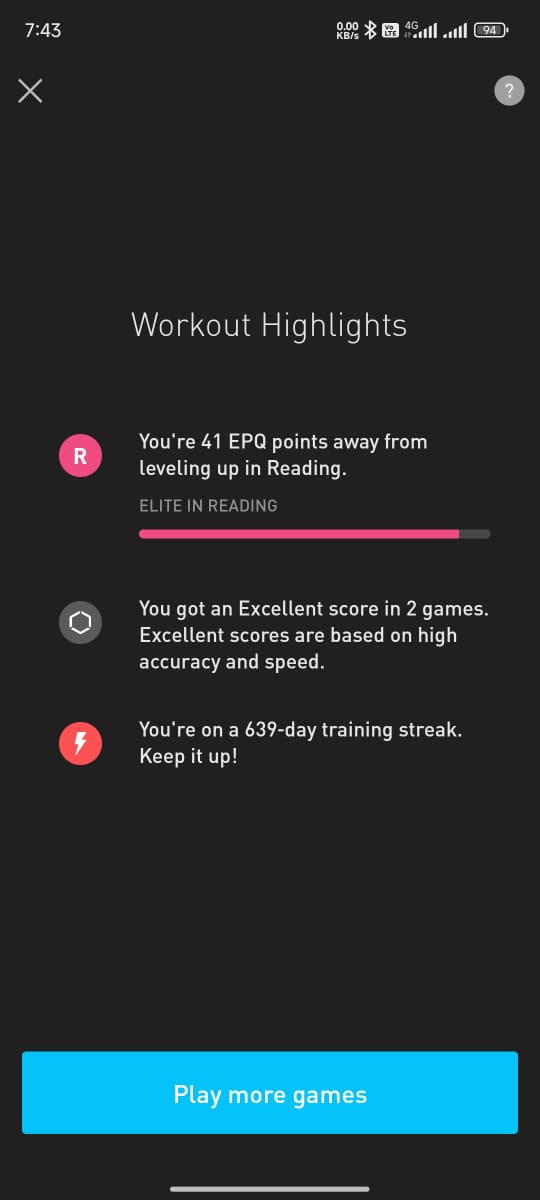 7:43
0.00
KB/s
Vo
LTE
4G
94
?
Workout Highlights
R
You're 41 EPQ points away from
leveling up in Reading.
ELITE IN READING
You got an Excellent score in 2 games.
Excellent scores are based on high
accuracy and speed.
You're on a 639-day training streak.
Keep it up!
Play more games